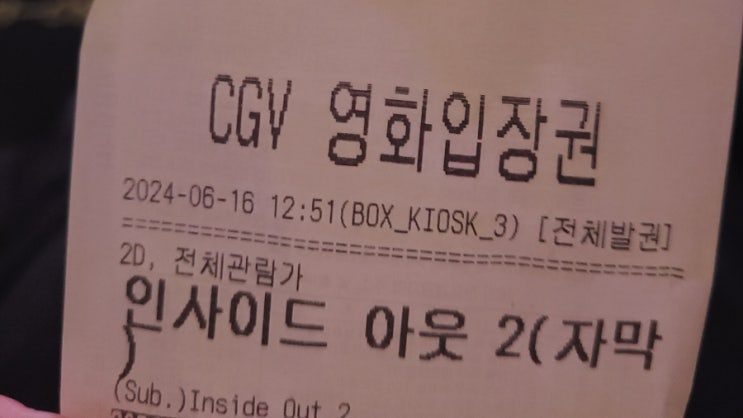 CGV 영화입장권
2024-06-16 12:51(BOX_KIOSK_3) [전체발권]
==================================================
2D, 전체관람가
인사이드 아웃 2(자막
)
(Sub.)Inside Out 2